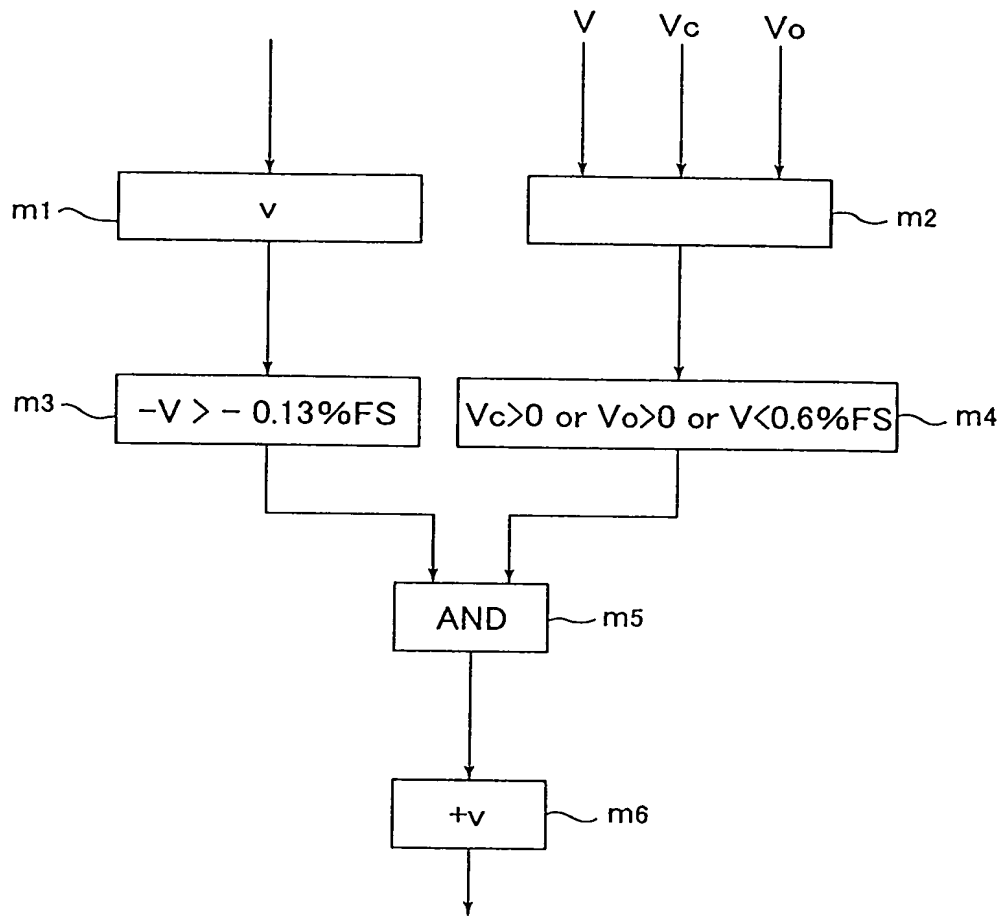 V Vc Vo
m1 v m2
m3 -V > - 0.13%FS Vc>0 or Vo>0 or V<0.6%FS m4
AND m5
+v m6